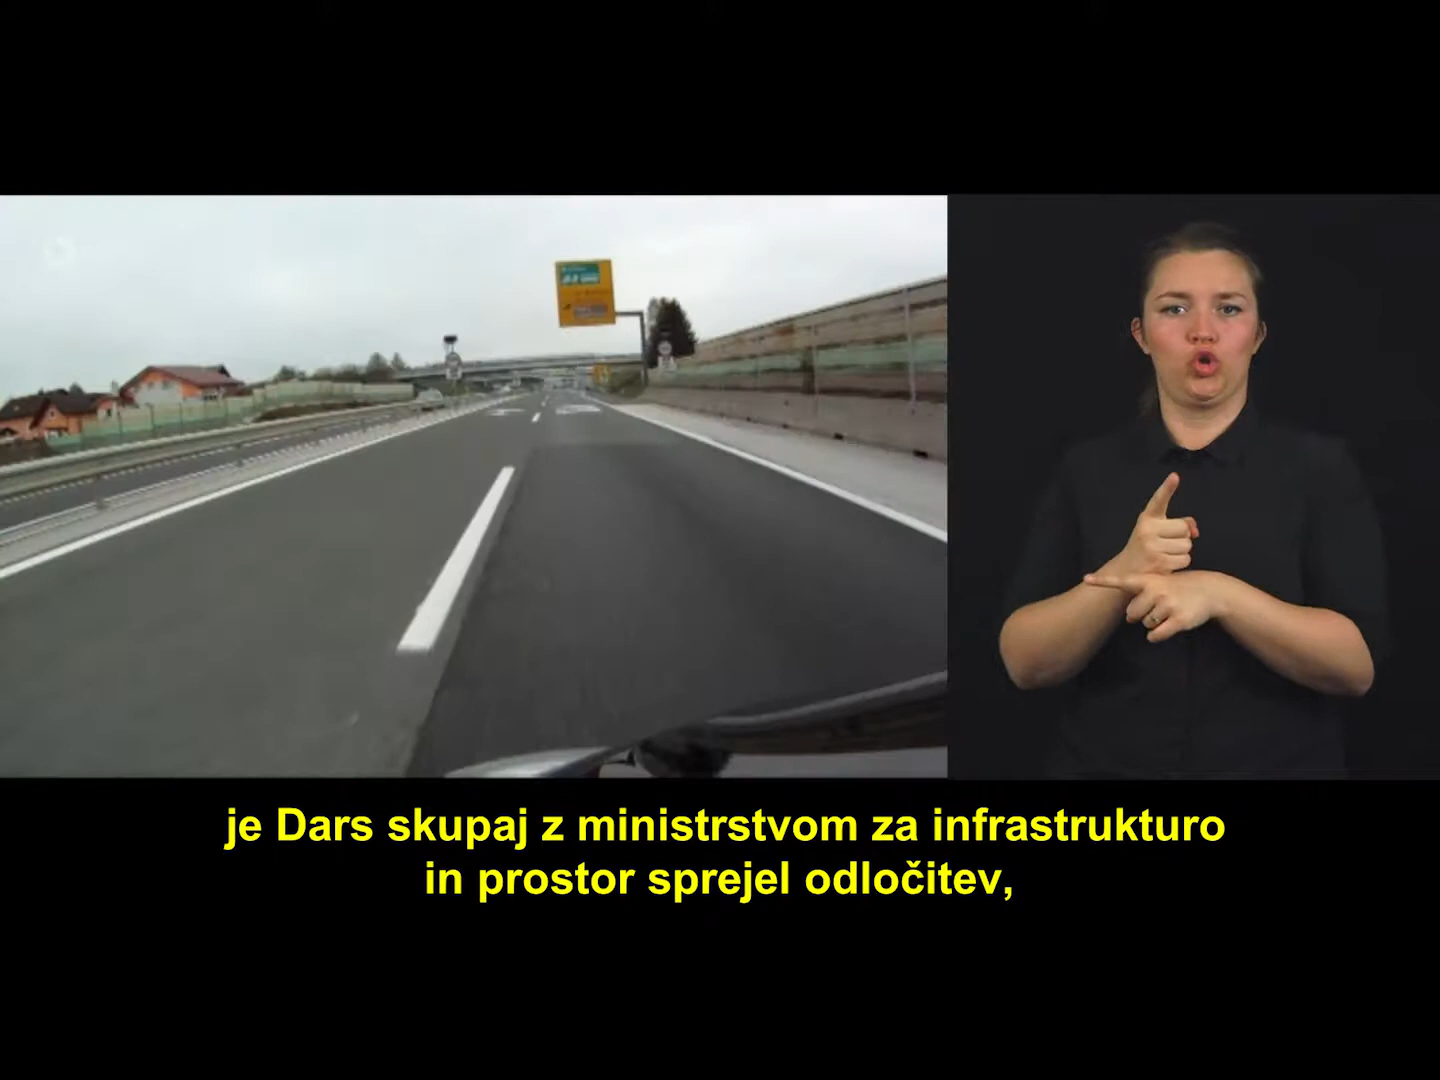 je Dars skupaj z ministrstvom za infrastrukturo
in prostor sprejel odločitev,